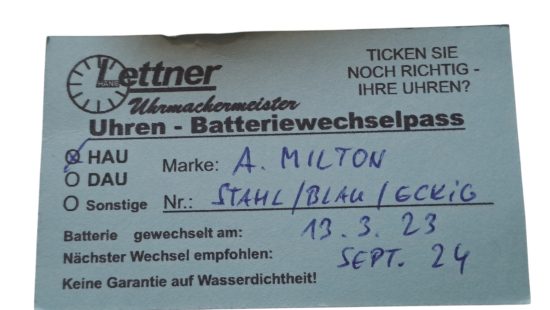 Lettner
HANS
Uhrmachermeister
TICKEN SIE
NOCH RICHTIG -
IHRE UHREN?
Uhren - Batteriewechselpass
HAU
DAU
Sonstige
Marke: A. MILTON
Nr.: STAHL/BLAU/ECKIG
Batterie gewechselt am: 13.3.23
Nächster Wechsel empfohlen: SEPT. 24
Keine Garantie auf Wasserdichtheit!